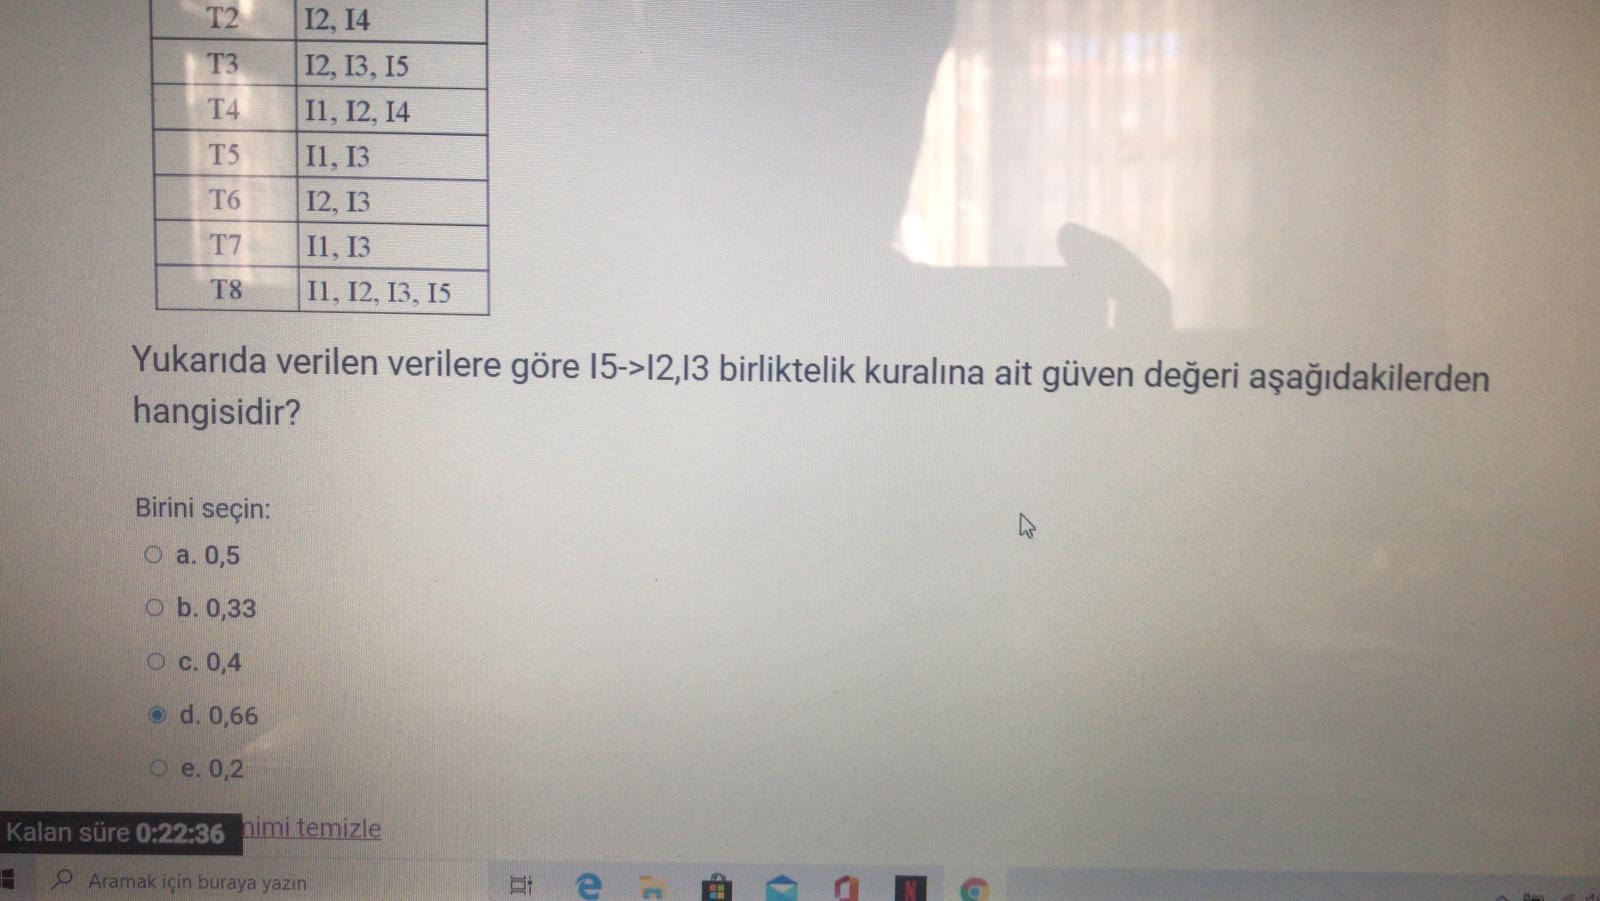 T2 I2, I4
T3 I2, I3, I5
T4 I1, I2, I4
T5 I1, I3
T6 I2, I3
T7 I1, I3
T8 I1, I2, I3, I5
Yukarıda verilen verilere göre I5->I2,I3 birliktelik kuralına ait güven değeri aşağıdakilerden
hangisidir?
Birini seçin:
a. 0,5
b. 0,33
c. 0,4
d. 0,66
e. 0,2
Kalan süre 0:22:36 nimi temizle
Aramak için buraya yazın
N